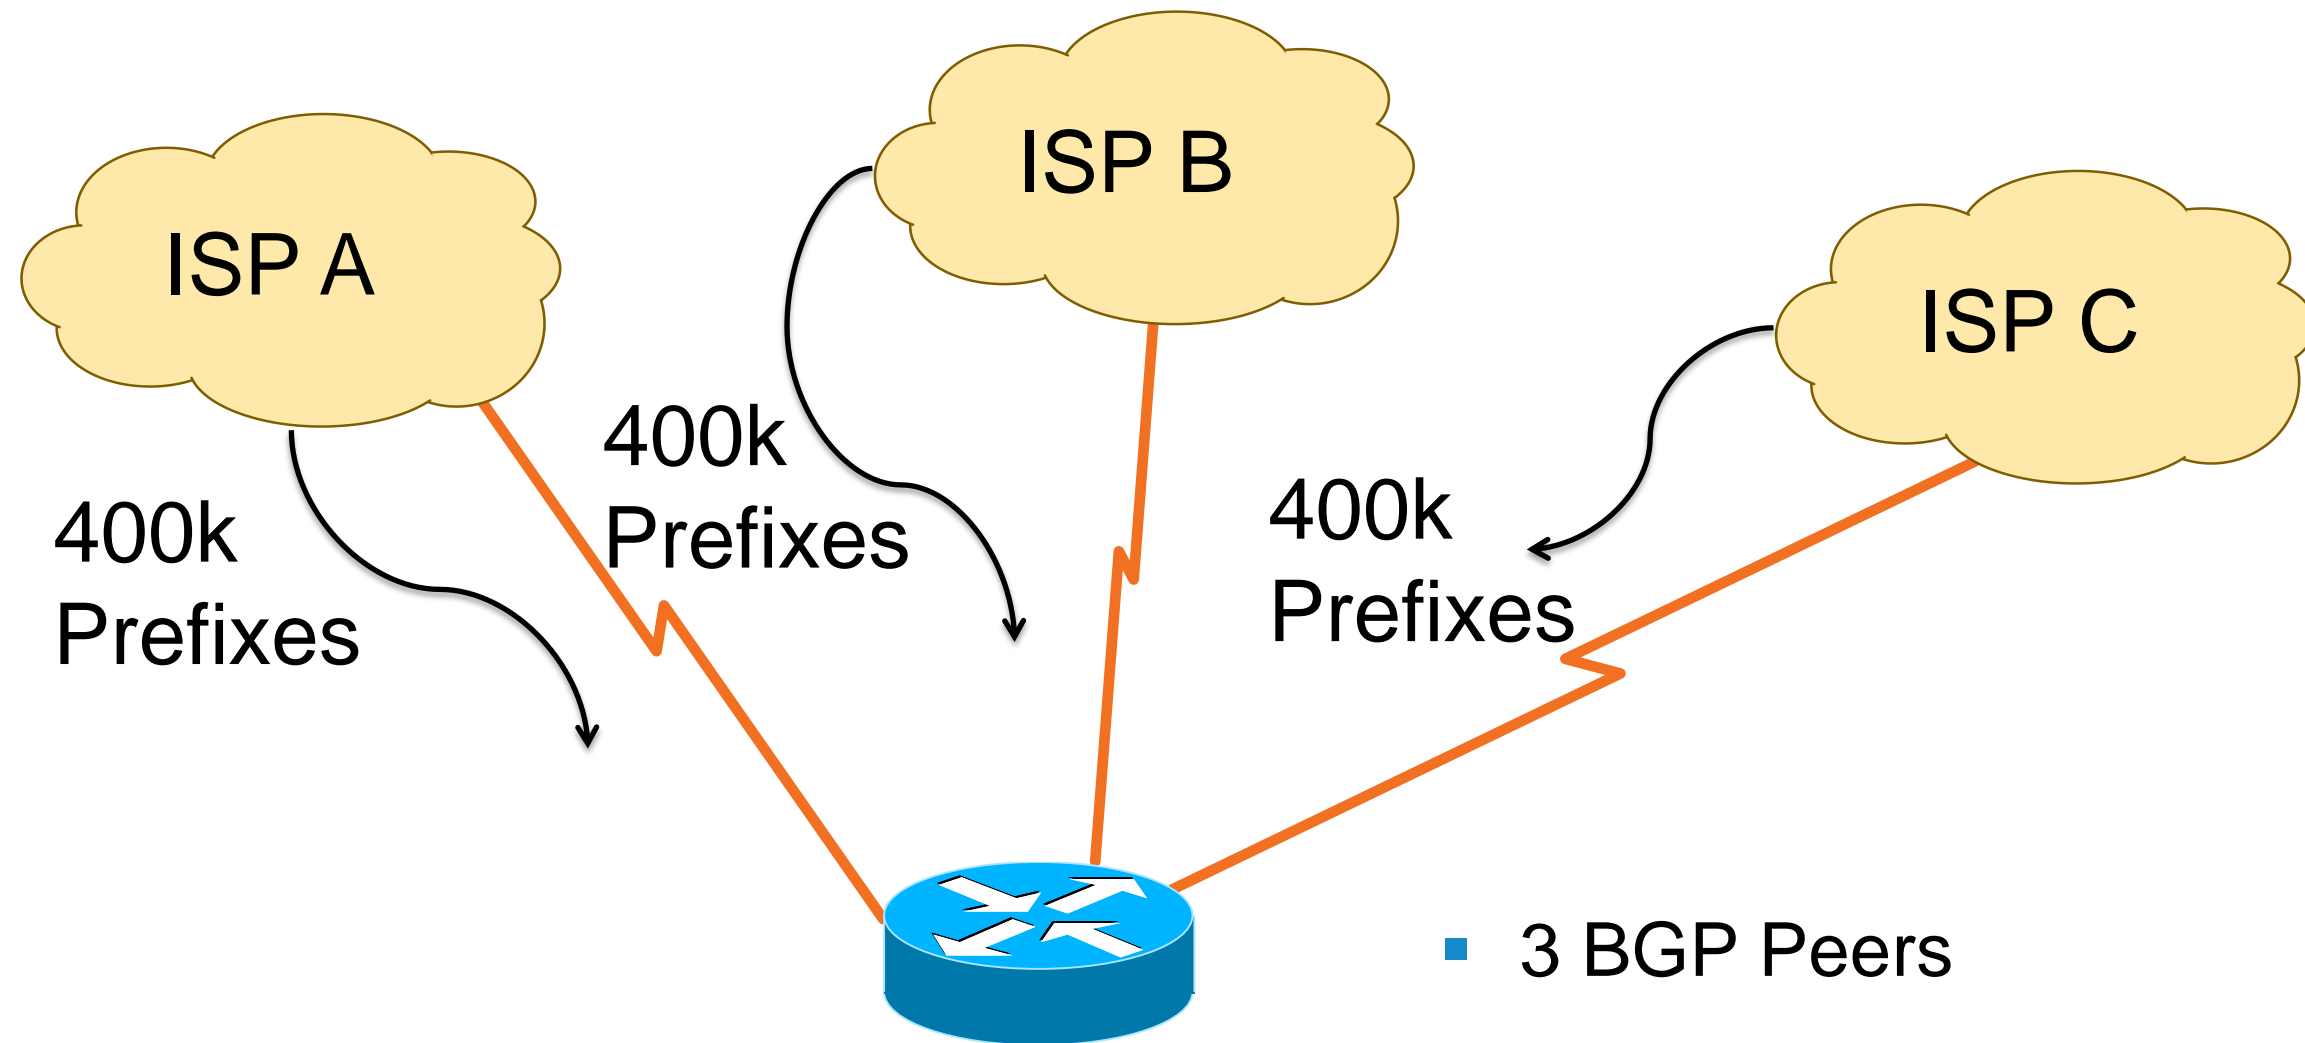 ISP A
ISP B
ISP C
400k
Prefixes
400k
Prefixes
400k
Prefixes
3 BGP Peers